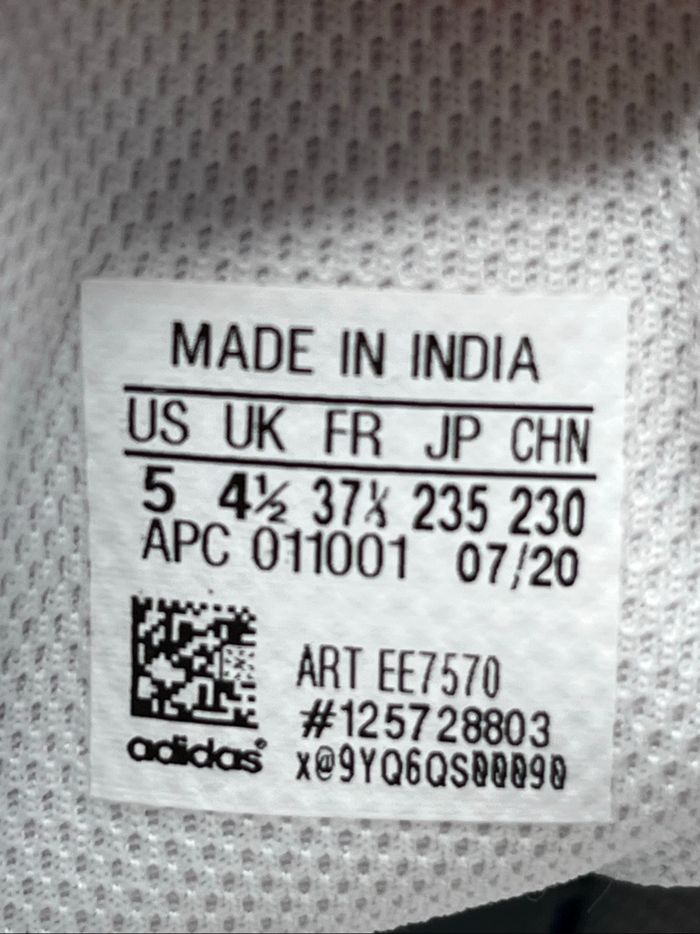 MADE IN INDIA
US UK FR JP CHN
5 4½ 37⅓ 235 230
APC 011001 07/20
ART EE7570
#125728803
x@9YQ6QS00090
adidas®